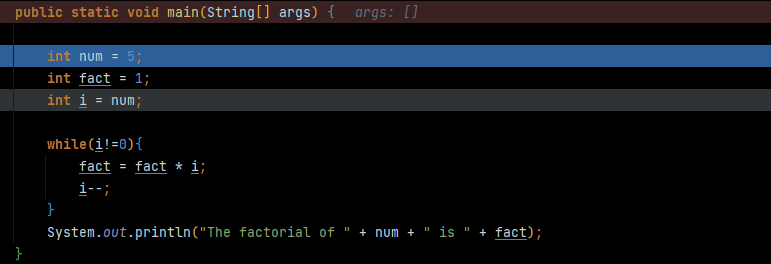 public static void main(String[] args) {   args: []
int num = 5;
int fact = 1;
int i = num;
while(i!=0){
fact = fact * i;
i--;
}
System.out.println("The factorial of " + num + " is " + fact);
}